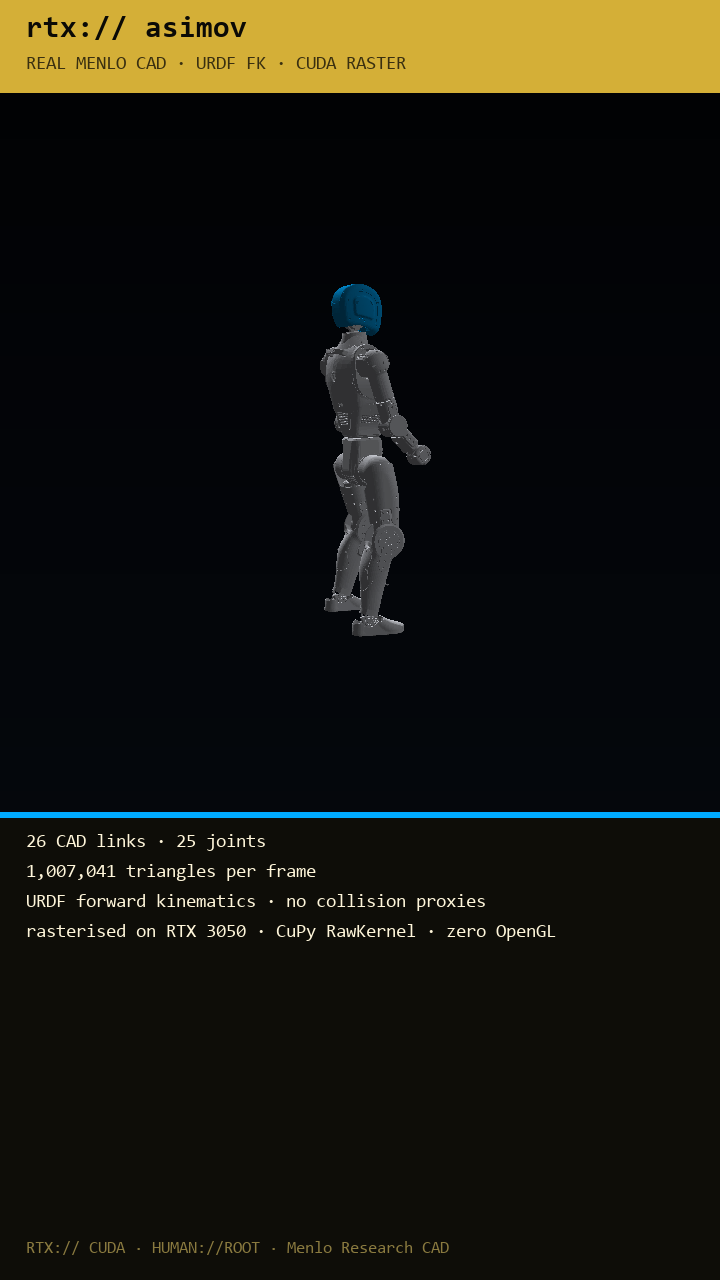 rtx:// asimov
REAL MENLO CAD · URDF FK · CUDA RASTER
26 CAD links · 25 joints
1,007,041 triangles per frame
URDF forward kinematics · no collision proxies
rasterised on RTX 3050 · CuPy RawKernel · zero OpenGL
RTX:// CUDA · HUMAN://ROOT · Menlo Research CAD